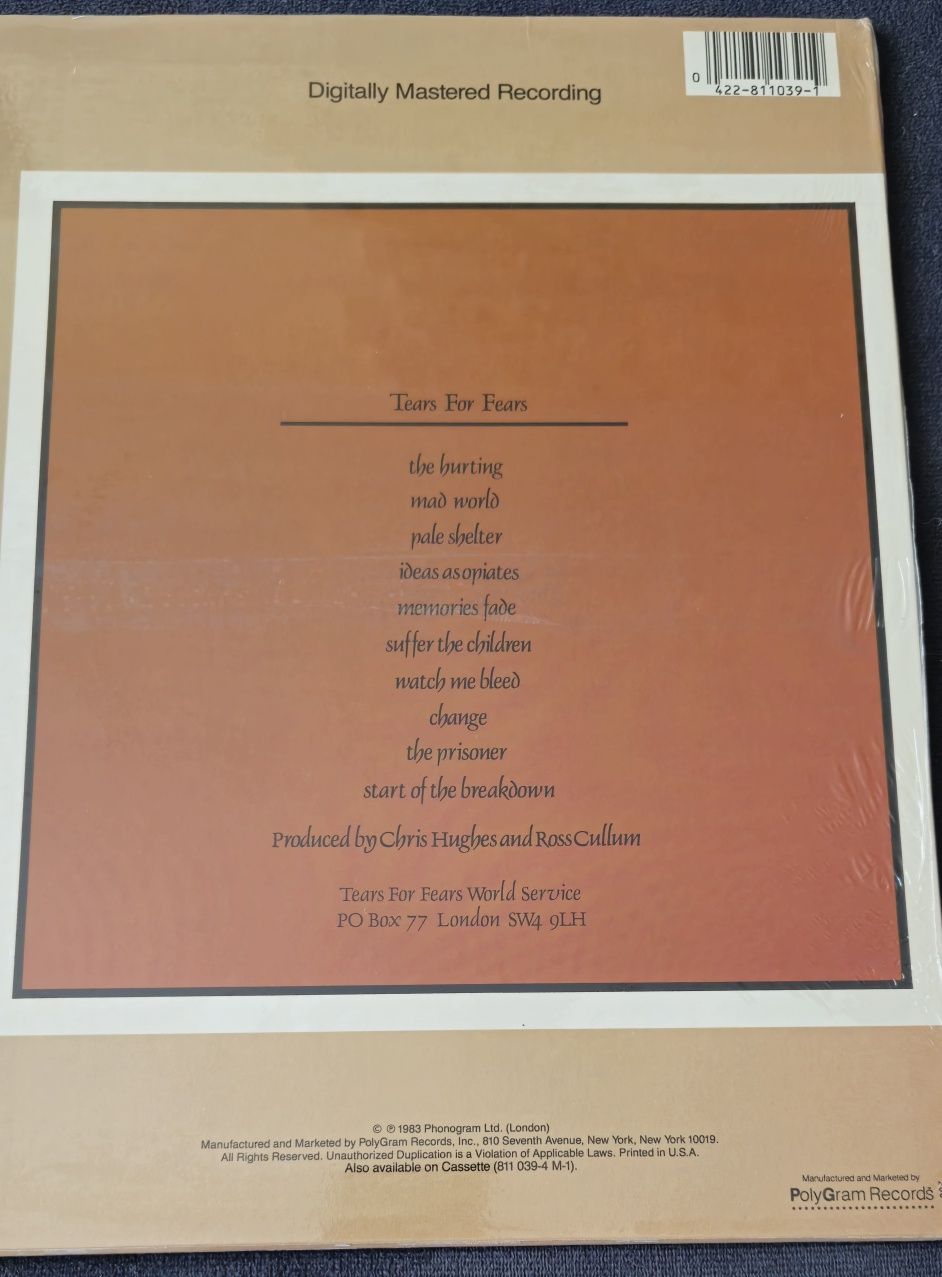 Digitally Mastered Recording
0 422-811039-1
Tears For Fears
the hurting
mad world
pale shelter
ideas as opiates
memories fade
suffer the children
watch me bleed
change
the prisoner
start of the breakdown
Produced by Chris Hughes and Ross Cullum
Tears For Fears World Service
PO Box 77 London SW4 9LH
© ℗ 1983 Phonogram Ltd. (London)
Manufactured and Marketed by PolyGram Records, Inc., 810 Seventh Avenue, New York, New York 10019.
All Rights Reserved. Unauthorized Duplication is a Violation of Applicable Laws. Printed in U.S.A.
Also available on Cassette (811 039-4 M-1).
Manufactured and Marketed by
PolyGram Records